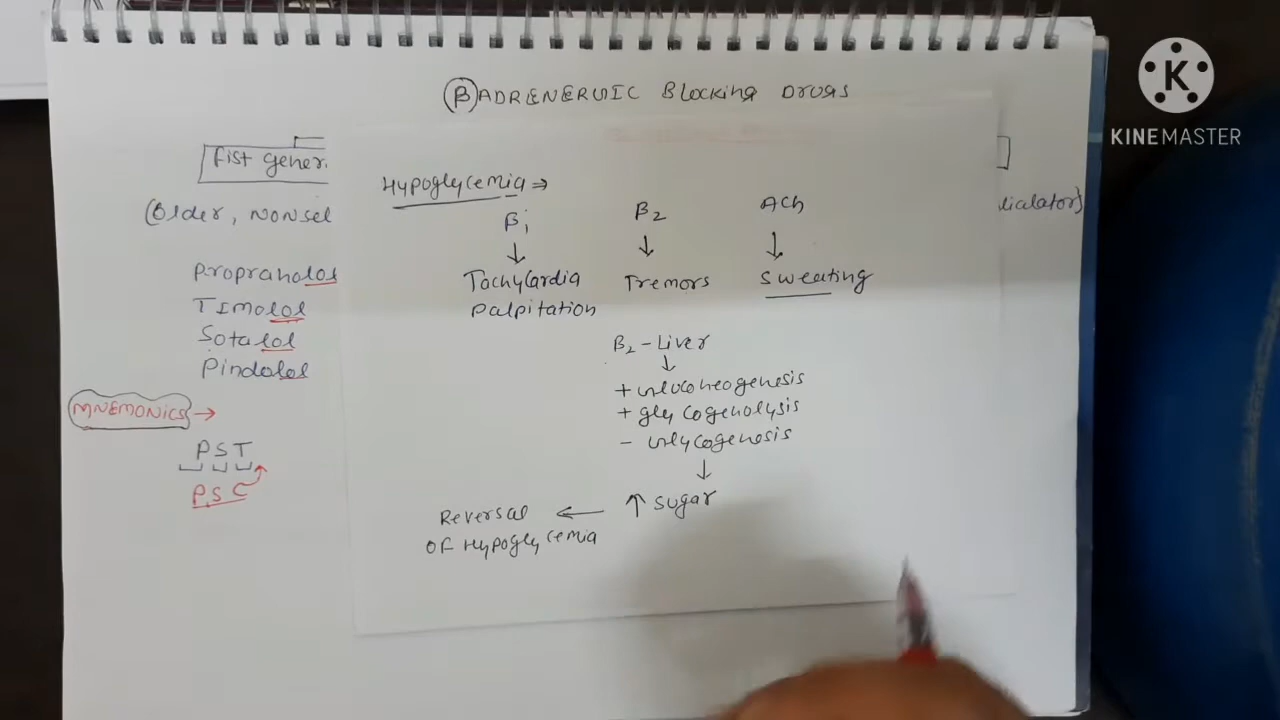 β ADRENERGIC Blocking DRUGS
Fist gener.
(Older, NONsel
Propranolol
TImolol
Sotalol
Pindolol
MNEMONICS →
PST
PSC
Hypoglycemia ⇒
β1 β2 ACh
↓ ↓ ↓
Tachycardia Tremors Sweating
palpitation
β2 - Liver
↓
+ Gluconeogenesis
+ glycogenolysis
- Glycogenesis
↓
↑ Sugar
Reversal ←
OF Hypoglycemia
dialator)
K
KINEMASTER